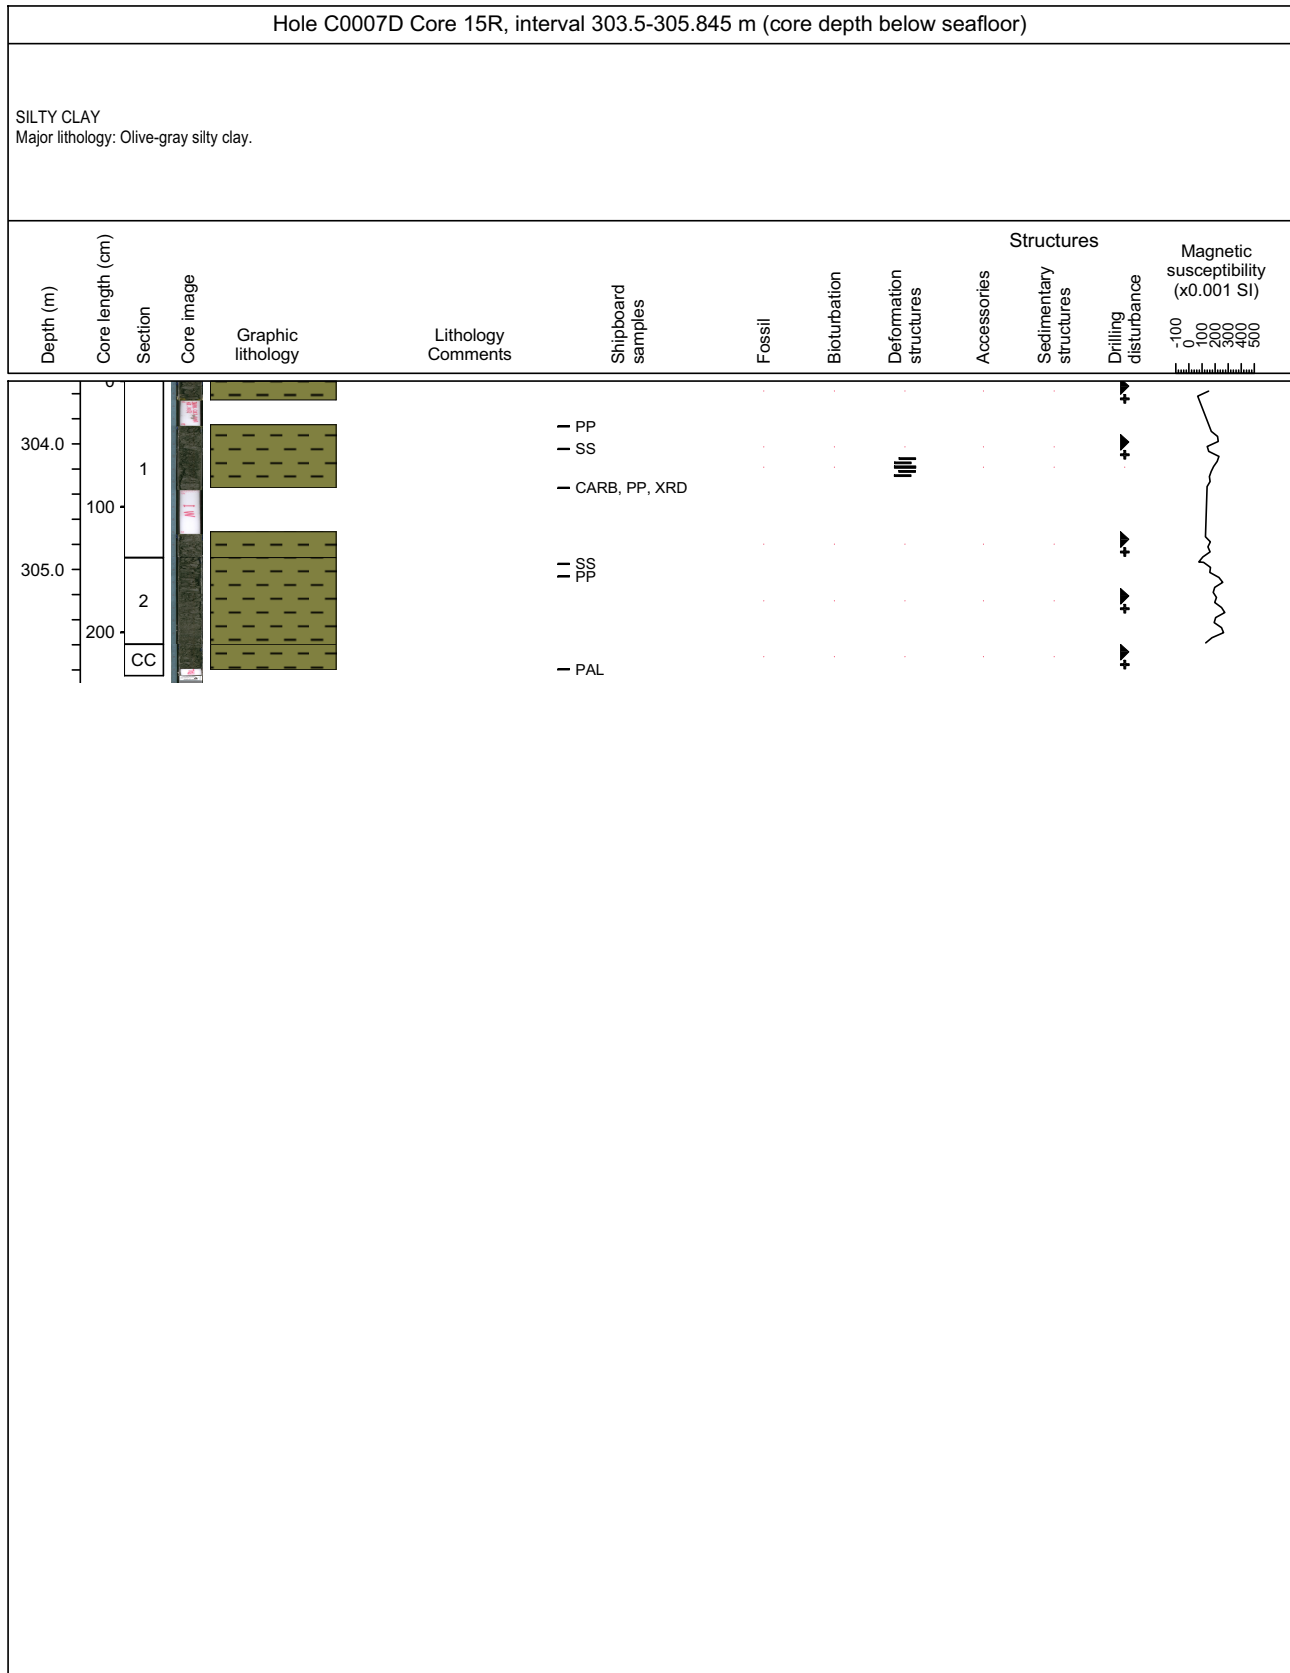 Hole C0007D Core 15R, interval 303.5-305.845 m (core depth below seafloor)
SILTY CLAY
Major lithology: Olive-gray silty clay.
Depth (m)
Core length (cm)
Section
Core image
Graphic
lithology
Lithology
Comments
Shipboard
samples
Fossil
Bioturbation
Structures
Deformation
structures
Accessories
Sedimentary
structures
Drilling
disturbance
Magnetic
susceptibility
(x0.001 SI)
-100
0
100
200
300
400
500
0
PP
304.0
SS
1
CARB, PP, XRD
100
I W
SS
305.0
PP
2
200
CC
PAL